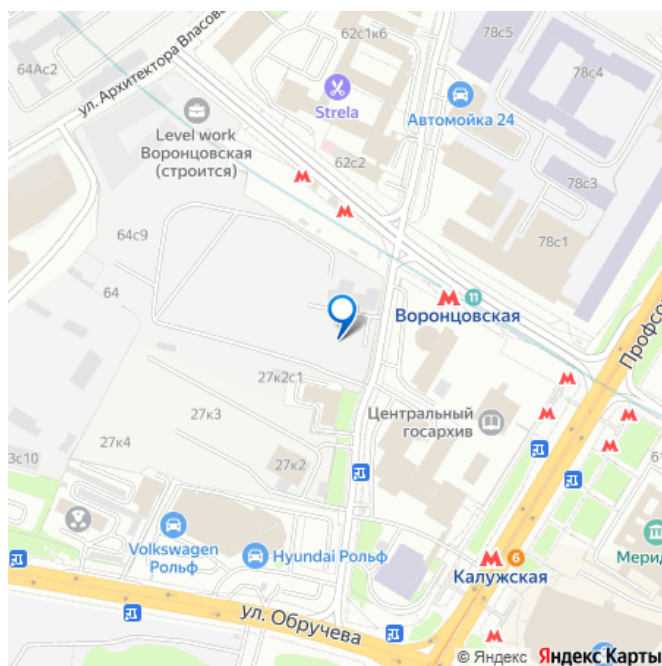 62с1к6
78с5
64Ас2
ул. Архитектора Власова
78с4
Strela
Автомойка 24
Level work
Воронцовская
(строится)
62с2
78с3
64с9
78с1
64
11
Воронцовская
Профсо
27к2с1
27к3
Центральный
госархив
27к4
3с10
27к2
61
Volkswagen
Рольф
Hyundai Рольф
6
Калужская
Мерид
ул. Обручева
© Яндекс Яндекс Карты